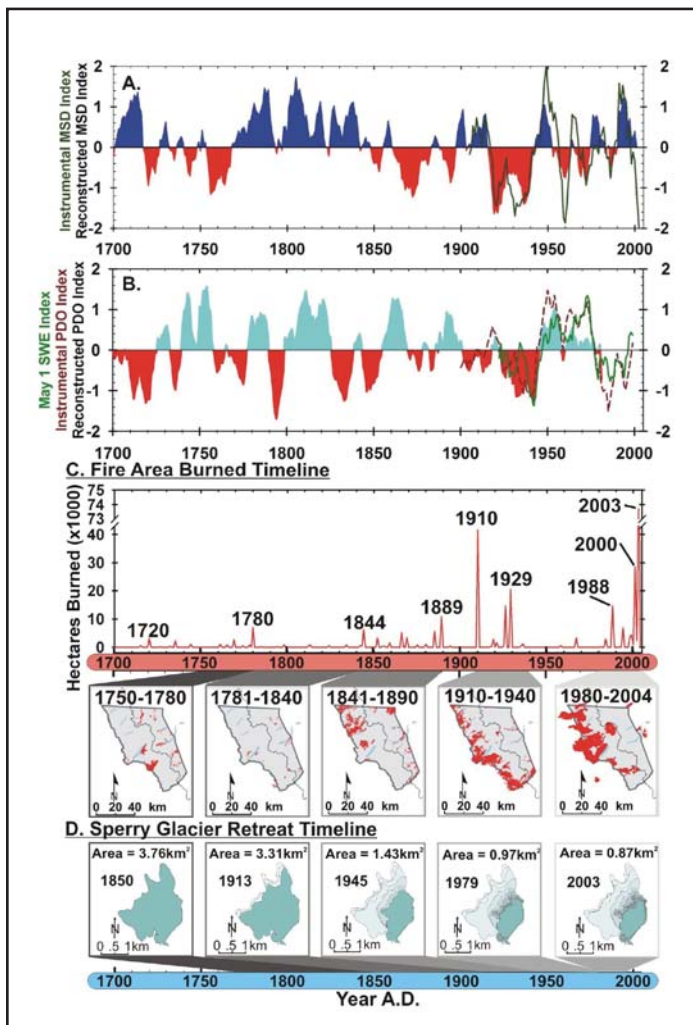 A.
Instrumental MSD Index
Reconstructed MSD Index
2
1
0
-1
-2
2
1
0
-1
-2
1700 1750 1800 1850 1900 1950 2000
B.
May 1 SWE Index
Instrumental PDO Index
Reconstructed PDO Index
2
1
0
-1
-2
2
1
0
-1
-2
1700 1750 1800 1850 1900 1950 2000
C. Fire Area Burned Timeline
Hectares Burned (x1000)
75
74
73
40
30
20
10
0
1720
1780
1844
1889
1910
1929
1988
2000
2003
1700 1750 1800 1850 1900 1950 2000
1750-1780 1781-1840 1841-1890 1910-1940 1980-2004
N N N N N
0 20 40 km 0 20 40 km 0 20 40 km 0 20 40 km 0 20 40 km
D. Sperry Glacier Retreat Timeline
Area = 3.76km² Area = 3.31km² Area = 1.43km² Area = 0.97km² Area = 0.87km²
1850 1913 1945 1979 2003
N N N N N
0 .5 1km 0 .5 1km 0 .5 1km 0 .5 1km 0 .5 1km
1700 1750 1800 1850 1900 1950 2000
Year A.D.